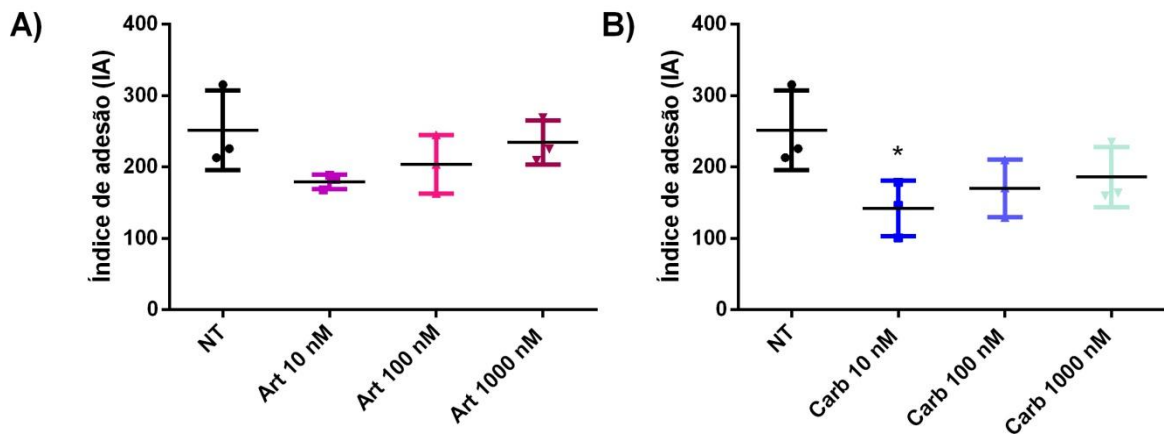 A)
Índice de adesão (IA)
400
300
200
100
0
NT
Art 10 nM
Art 100 nM
Art 1000 nM
B)
Índice de adesão (IA)
400
300
200
100
0
*
NT
Carb 10 nM
Carb 100 nM
Carb 1000 nM